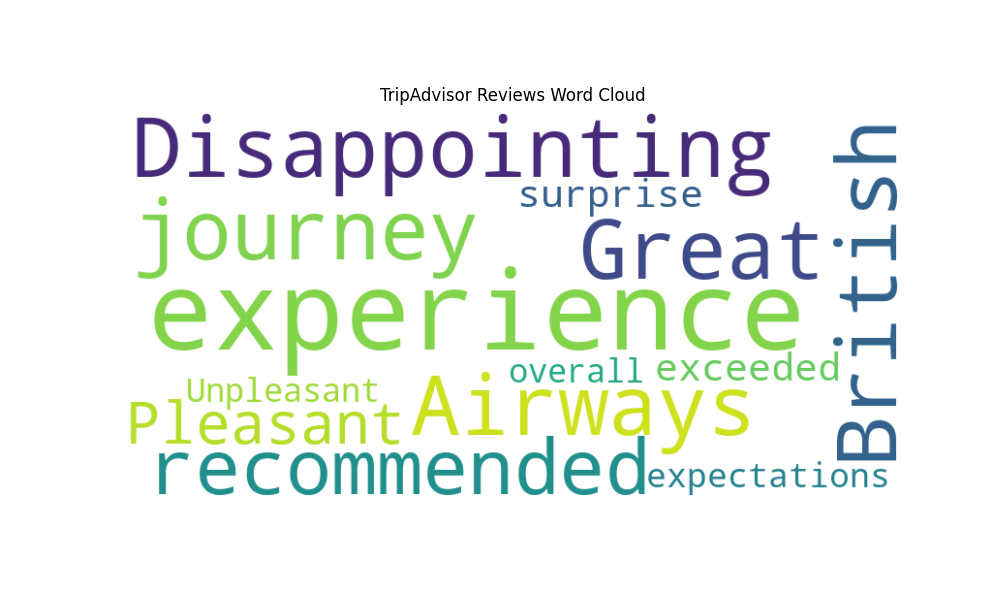 TripAdvisor Reviews Word Cloud
Disappointing
British
surprise
journey
Great
experience
overall
exceeded
Unpleasant
Airways
Pleasant
recommended
expectations